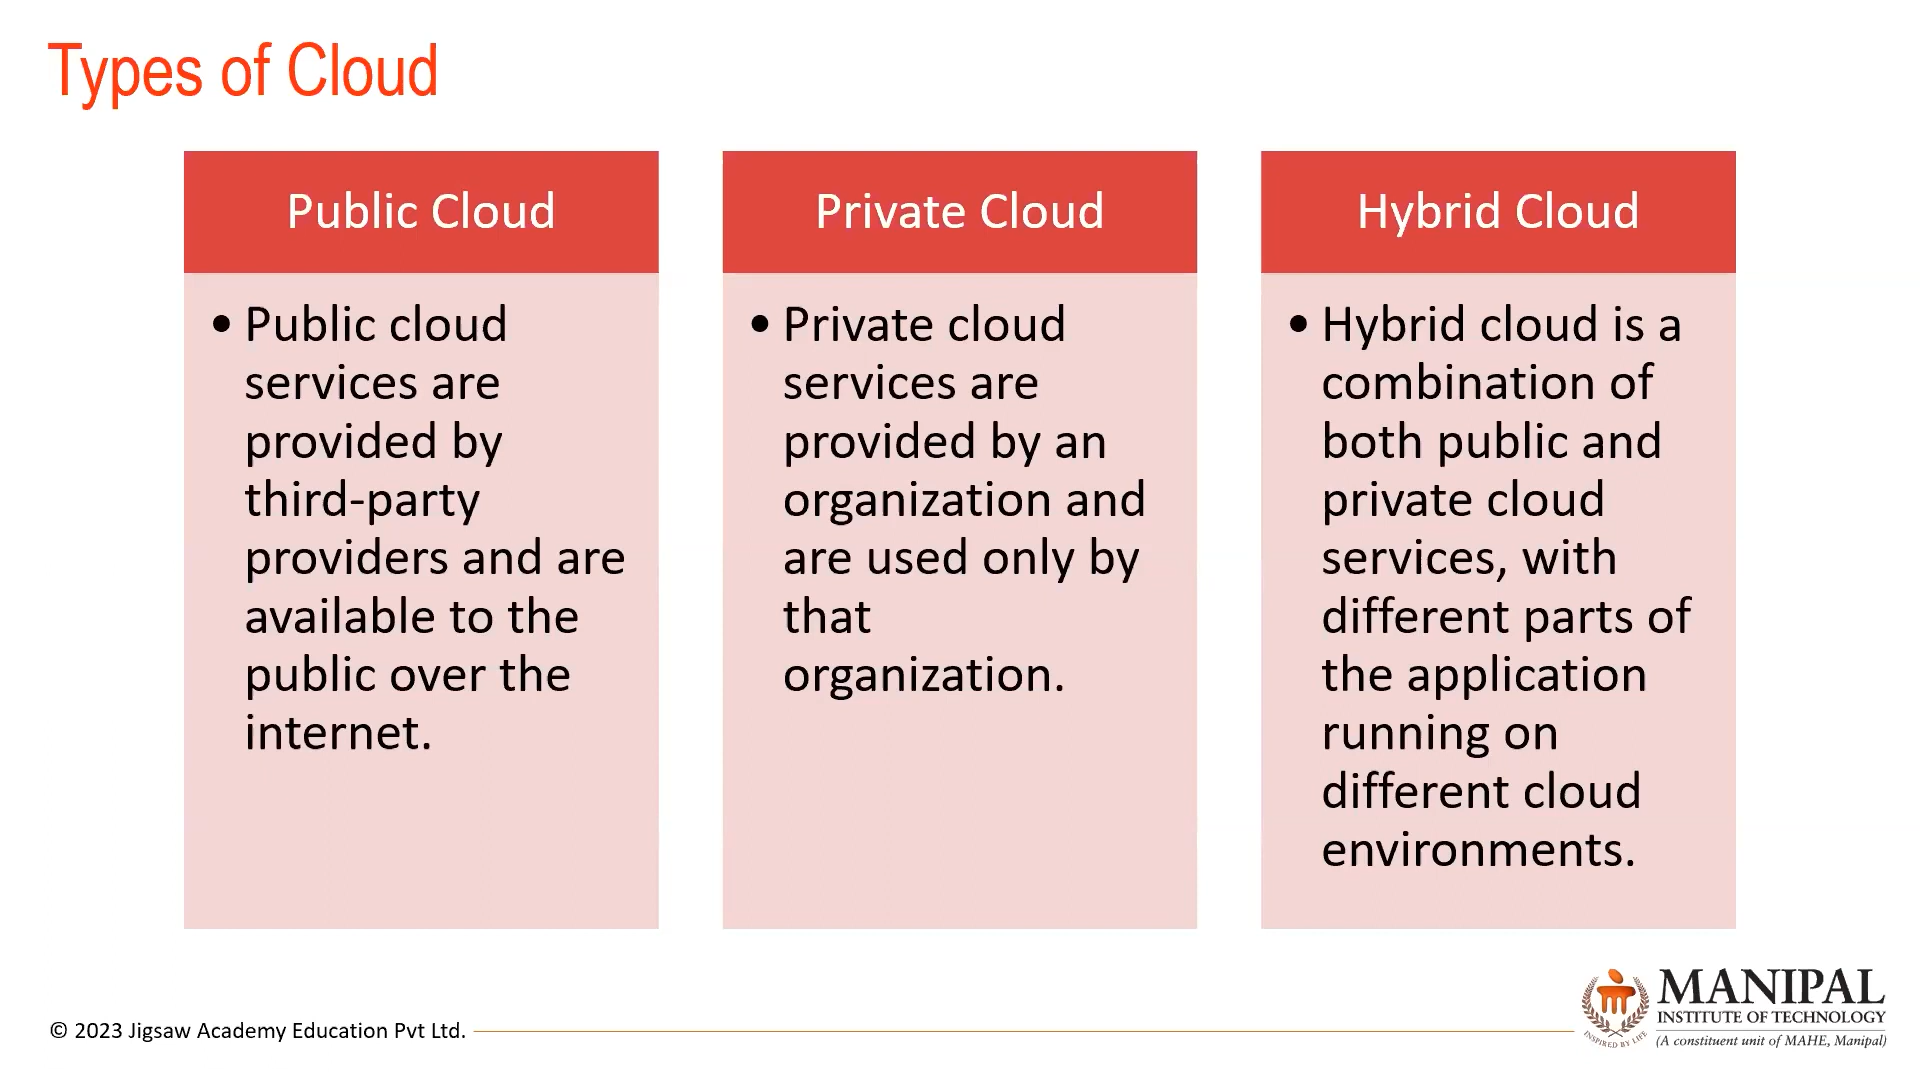 Types of Cloud
Public Cloud
• Public cloud
services are
provided by
third-party
providers and are
available to the
public over the
internet.
Private Cloud
• Private cloud
services are
provided by an
organization and
are used only by
that
organization.
Hybrid Cloud
• Hybrid cloud is a
combination of
both public and
private cloud
services, with
different parts of
the application
running on
different cloud
environments.
© 2023 Jigsaw Academy Education Pvt Ltd.
INSPIRED BY LIFE
MANIPAL
INSTITUTE OF TECHNOLOGY
(A constituent unit of MAHE, Manipal)